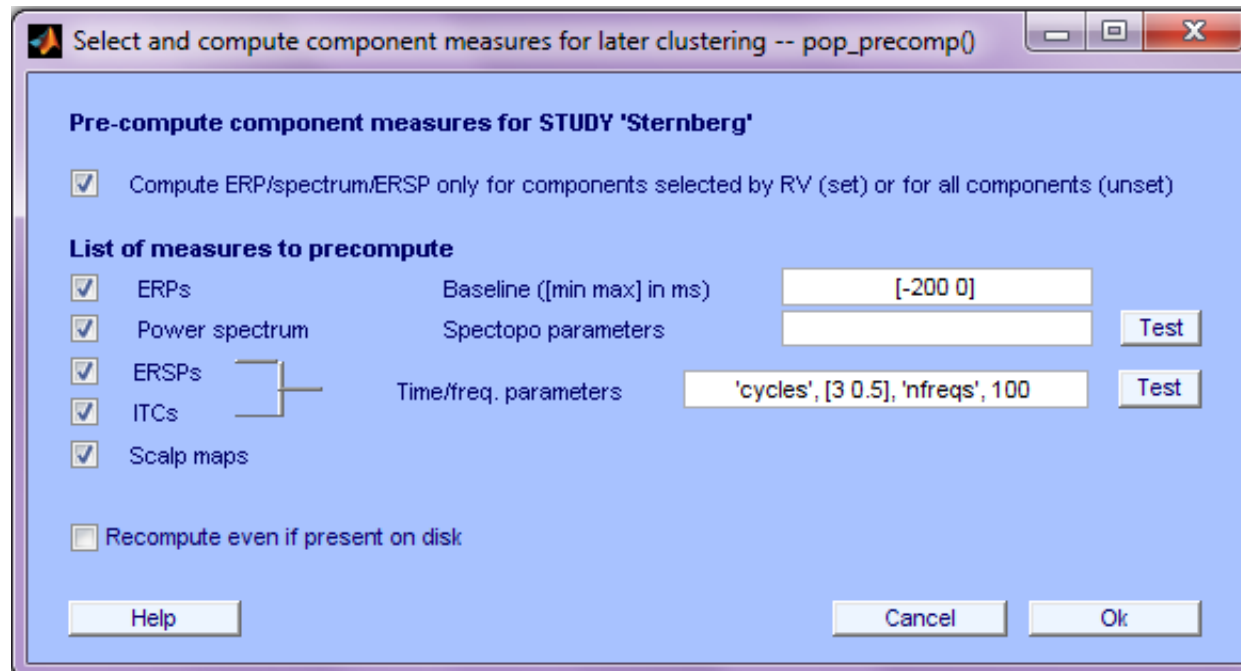 Select and compute component measures for later clustering -- pop_precomp()
Pre-compute component measures for STUDY 'Sternberg'
Compute ERP/spectrum/ERSP only for components selected by RV (set) or for all components (unset)
List of measures to precompute
ERPs Baseline ([min max] in ms) [-200 0]
Power spectrum Spectopo parameters Test
ERSPs
Time/freq. parameters 'cycles', [3 0.5], 'nfreqs', 100 Test
ITCs
Scalp maps
Recompute even if present on disk
Help Cancel Ok